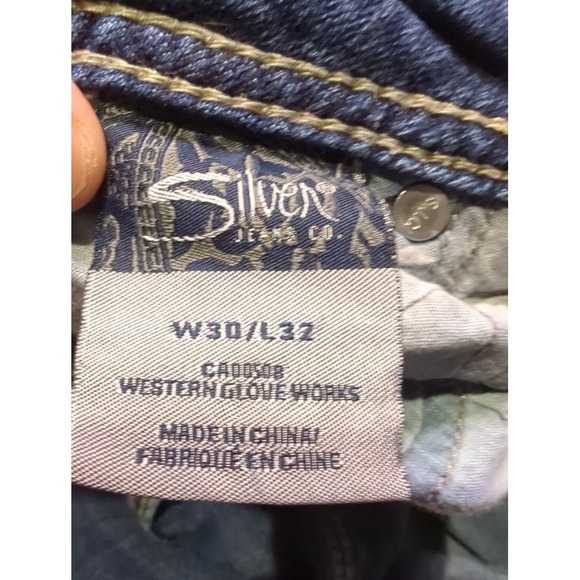 Silver
JEANS CO.
W30/L32
CA00508
WESTERN GLOVE WORKS
MADE IN CHINA/
FABRIQUÉ EN CHINE